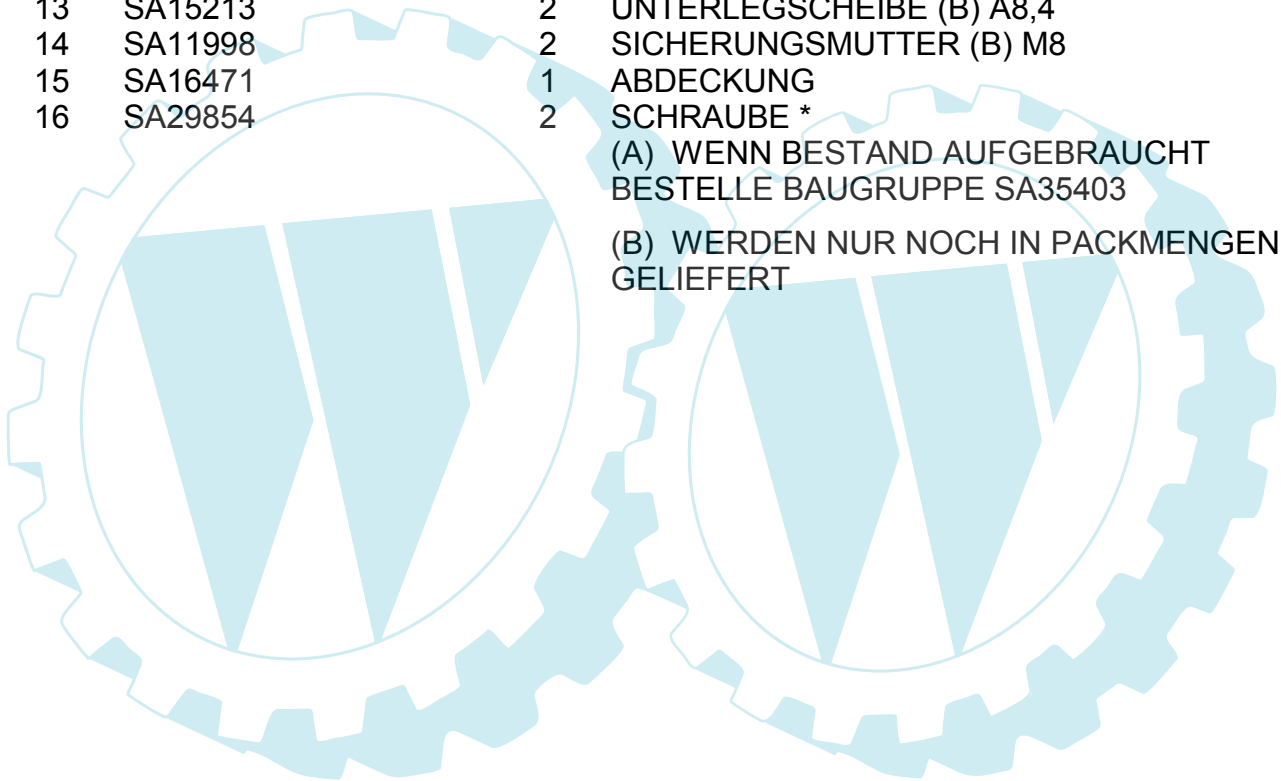 13 SA15213 2 UNTERLEGSCHEIBE (B) A8,4
14 SA11998 2 SICHERUNGSMUTTER (B) M8
15 SA16471 1 ABDECKUNG
16 SA29854 2 SCHRAUBE *
(A) WENN BESTAND AUFGEBRAUCHT
BESTELLE BAUGRUPPE SA35403
(B) WERDEN NUR NOCH IN PACKMENGEN
GELIEFERT